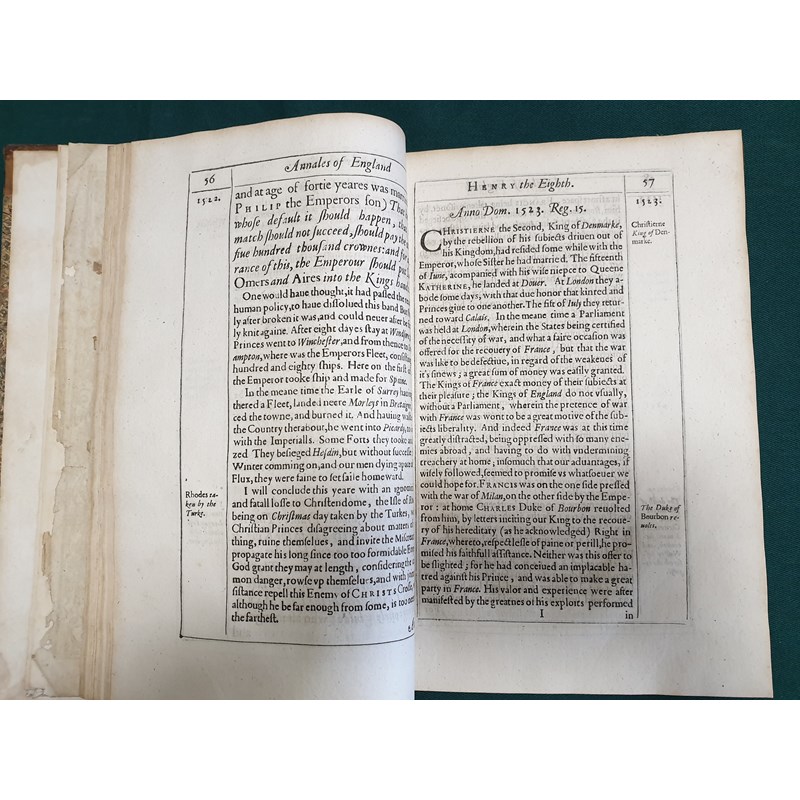 56
Annales of England
1522.
and at age of fortie yeares was
PHILIP the Emperors son) That
whose default it should happen, that
match should not succeed, should pay the
fiue hundred thousand crownes: and for
rance of this, the Emperour should put
Omers and Aires into the Kings
One would haue thought, it had passed the
human policy, to haue dissolued this band But
ly after broken it was, and could neuer after be
ly knit againe. After eight dayes stay at Windsor
Princes went to Winchester, and from thence to
ampton, where was the Emperors Fleet, consisting
hundred and eighty ships. Here on the first of
the Emperor tooke ship and made for Spaine.
In the meane time the Earle of Surrey hauing
thered a Fleet, landed neere Morleys in Bretaigne
ced the towne, and burned it. And hauing
the Country therabout, he went into Picardy, to
with the Imperialls. Some Forts they tooke and
zed They besieged Hesdin, but without successe
Winter comming on, and our men dying apace
Flux, they were faine to set saile homeward.
Rhodes ta-
ken by the
Turke.
I will conclude this yeare with an ignomi
and fatall losse to Christendome, the Isle of
being on Christmas day taken by the Turkes,
Christian Princes disagreeing about matters of
thing, ruine themselues, and invite the Miscreant
propagate his long since too too formidable
God grant they may at length, considering the
mon danger, rowse vp themselues, and with
sistance repell this Enemy of CHRISTS Crosse,
although he be far enough from some, is too
the farthest.
HENRY the Eighth.
57
Anno Dom. 1523. Reg. 15.
1523.
CHRISTIERNE the Second, King of Denmarke,
by the rebellion of his subiects driuen out of
his Kingdom, had resided some while with the
Emperor, whose Sister he had married. The fifteenth
of Iune, acompanied with his wife niepce to Queene
KATHERINE, he landed at Douer. At London they a-
bode some dayes, with that due honor that kinred and
Princes giue to one another. The fift of Iuly they retur-
ned toward Calais. In the meane time a Parliament
was held at London, wherein the States being certified
of the necessity of war, and what a faire occasion was
offered for the recouery of France, but that the war
was like to be defectiue, in regard of the weakenes of
it's sinews; a great sum of money was easily granted.
The Kings of France exact money of their subiects at
their pleasure; the Kings of England do not vsually,
without a Parliament, wherein the pretence of war
with France was wont to be a great motiue of the sub-
iects liberality. And indeed France was at this time
greatly distracted, being oppressed with so many ene-
mies abroad, and having to do with vndermining
treachery at home, insomuch that our aduantages, if
wisely followed, seemed to promise vs whatsoeuer we
could hope for. FRANCIS was on the one side pressed
with the war of Milan, on the other side by the Empe-
ror: at home CHARLES Duke of Bourbon reuolted
from him, by letters inciting our King to the recoue-
ry of his hereditary (as he acknowledged) Right in
France, whereto, respectlesse of paine or perill, he pro-
mised his faithfull assistance. Neither was this offer to
be slighted; for he had conceiued an implacable ha-
tred against his Prince, and was able to make a great
party in France. His valor and experience were after
manifested by the greatnes of his exploits performed
I
in
Christierne
King of Den-
marke.
The Duke of
Bourbon re-
uolts.